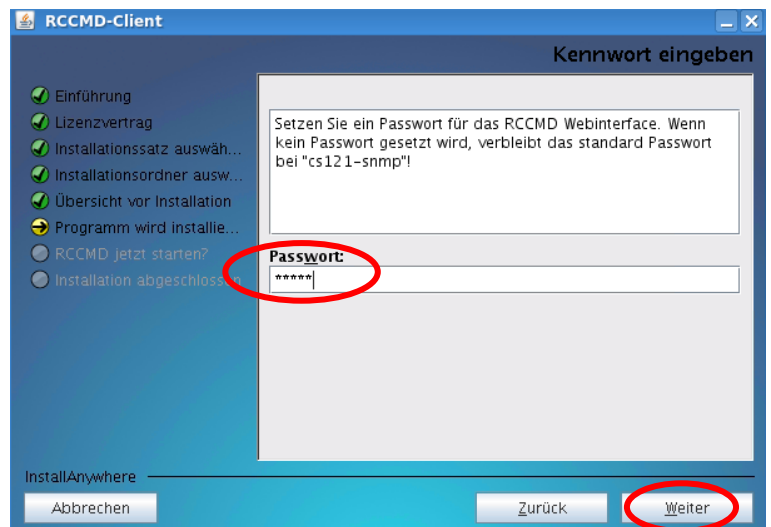 RCCMD-Client
Kennwort eingeben
Einführung
Lizenzvertrag
Installationssatz auswäh...
Installationsordner ausw...
Übersicht vor Installation
Programm wird installie...
RCCMD jetzt starten?
Installation abgeschlossen
Setzen Sie ein Passwort für das RCCMD Webinterface. Wenn
kein Passwort gesetzt wird, verbleibt das standard Passwort
bei "cs121-snmp"!
Passwort:
*****
InstallAnywhere
Abbrechen
Zurück
Weiter